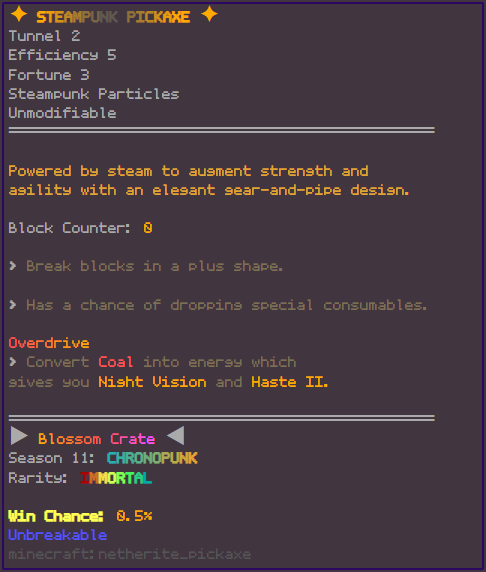 ✦ STEAMPUNK PICKAXE ✦
Tunnel 2
Efficiency 5
Fortune 3
Steampunk Particles
Unmodifiable
Powered by steam to augment strength and
agility with an elegant gear-and-pipe design.
Block Counter: 0
> Break blocks in a plus shape.
> Has a chance of dropping special consumables.
Overdrive
> Convert Coal into energy which
gives you Night Vision and Haste II.
▶ Blossom Crate ◀
Season 11: CHRONOPUNK
Rarity: IMMORTAL
Win Chance: 0.5%
Unbreakable
minecraft:netherite_pickaxe